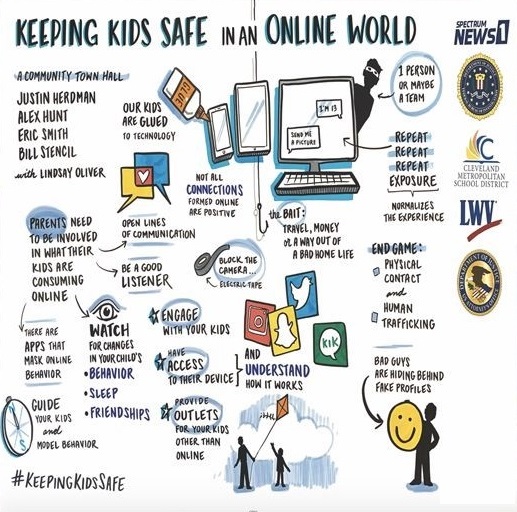 KEEPING KIDS SAFE IN AN ONLINE WORLD
A COMMUNITY TOWN HALL
JUSTIN HERDMAN
ALEX HUNT
ERIC SMITH
BILL STENCIL
with LINDSAY OLIVER
OUR KIDS
ARE GLUED
TO TECHNOLOGY
GLUE
I'M 13
SEND ME
A PICTURE
1 PERSON
OR MAYBE
A TEAM
SPECTRUM
NEWS 1
REPEAT
REPEAT
REPEAT
EXPOSURE
NORMALIZES
THE EXPERIENCE
CLEVELAND
METROPOLITAN
SCHOOL DISTRICT
LWV
NOT ALL
CONNECTIONS
FORMED ONLINE
ARE POSITIVE
the BAIT:
TRAVEL, MONEY
or A WAY OUT OF
A BAD HOME LIFE
PARENTS NEED
TO BE INVOLVED
IN WHAT THEIR
KIDS ARE
CONSUMING
ONLINE
OPEN LINES
OF COMMUNICATION
BE A GOOD
LISTENER
BLOCK THE
CAMERA...
ELECTRIC TAPE
END GAME:
PHYSICAL
CONTACT
and
HUMAN
TRAFFICKING
THERE ARE
APPS THAT
MASK ONLINE
BEHAVIOR
WATCH
FOR CHANGES
IN YOUR CHILD'S
• BEHAVIOR
• SLEEP
• FRIENDSHIPS
ENGAGE
WITH YOUR KIDS
HAVE
ACCESS
TO THEIR DEVICE
AND
UNDERSTAND
HOW IT WORKS
KIK
PROVIDE
OUTLETS
FOR YOUR KIDS
OTHER THAN
ONLINE
BAD GUYS
ARE HIDING BEHIND
FAKE PROFILES
GUIDE
YOUR KIDS
and
MODEL BEHAVIOR
#KEEPINGKIDSSAFE